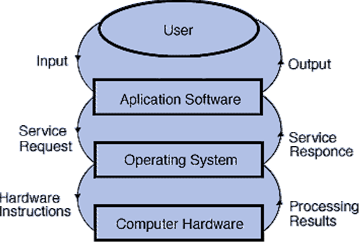 User
Input
Output
Aplication Software
Service
Request
Service
Responce
Operating System
Hardware
Instructions
Processing
Results
Computer Hardware